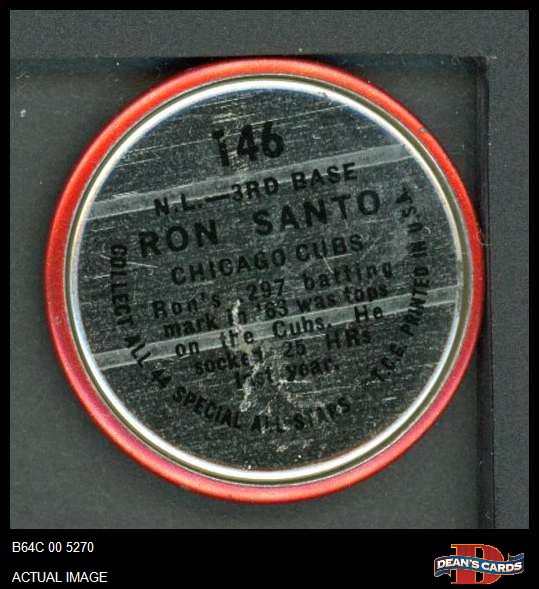 146
N.L.—3RD BASE
RON SANTO
CHICAGO CUBS
Ron's .297 batting
mark in '63 was tops
on the Cubs. He
socked 25 HRs
last year.
COLLECT ALL 44 SPECIAL ALL STARS
T.C.G. PRINTED IN U.S.A.
B64C 00 5270
ACTUAL IMAGE
B
DEAN'S CARDS